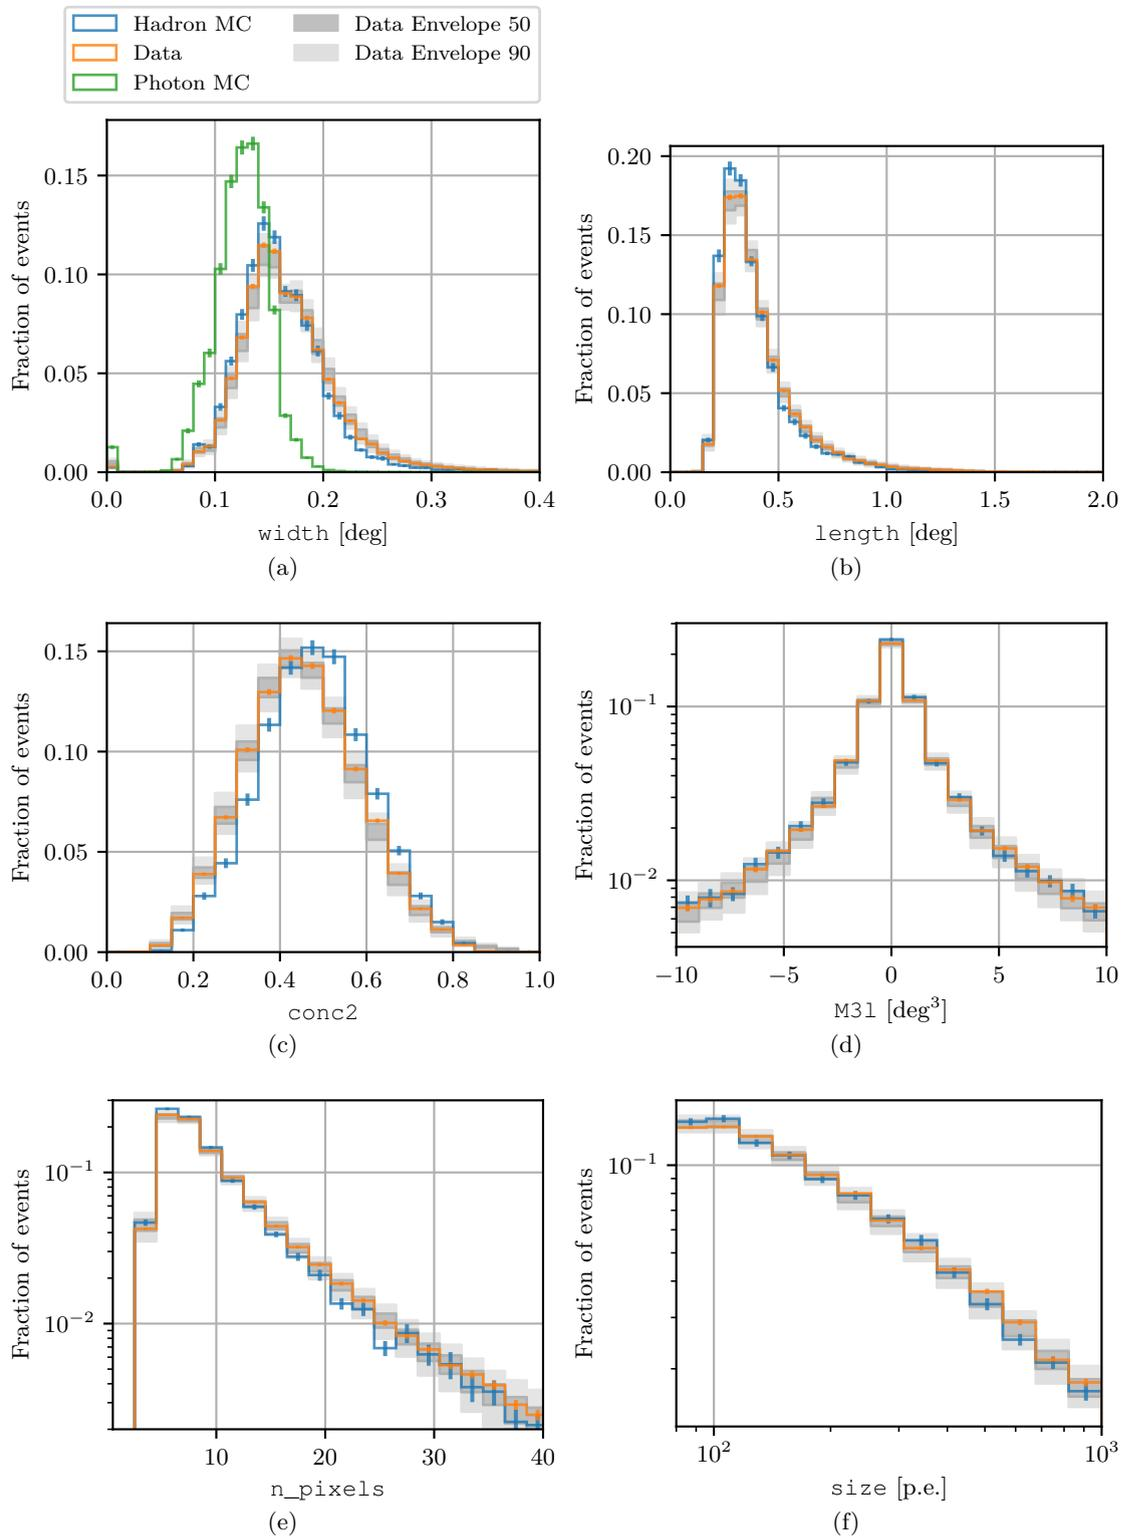 Hadron MC
Data
Photon MC
Data Envelope 50
Data Envelope 90
0.15
0.10
0.05
0.00
Fraction of events
0.0 0.1 0.2 0.3 0.4
width [deg]
(a)
0.20
0.15
0.10
0.05
0.00
Fraction of events
0.0 0.5 1.0 1.5 2.0
length [deg]
(b)
0.15
0.10
0.05
0.00
Fraction of events
0.0 0.2 0.4 0.6 0.8 1.0
conc2
(c)
10⁻¹
10⁻²
Fraction of events
−10 −5 0 5 10
M3l [deg³]
(d)
10⁻¹
10⁻²
Fraction of events
10 20 30 40
n_pixels
(e)
10⁻¹
Fraction of events
10² 10³
size [p.e.]
(f)